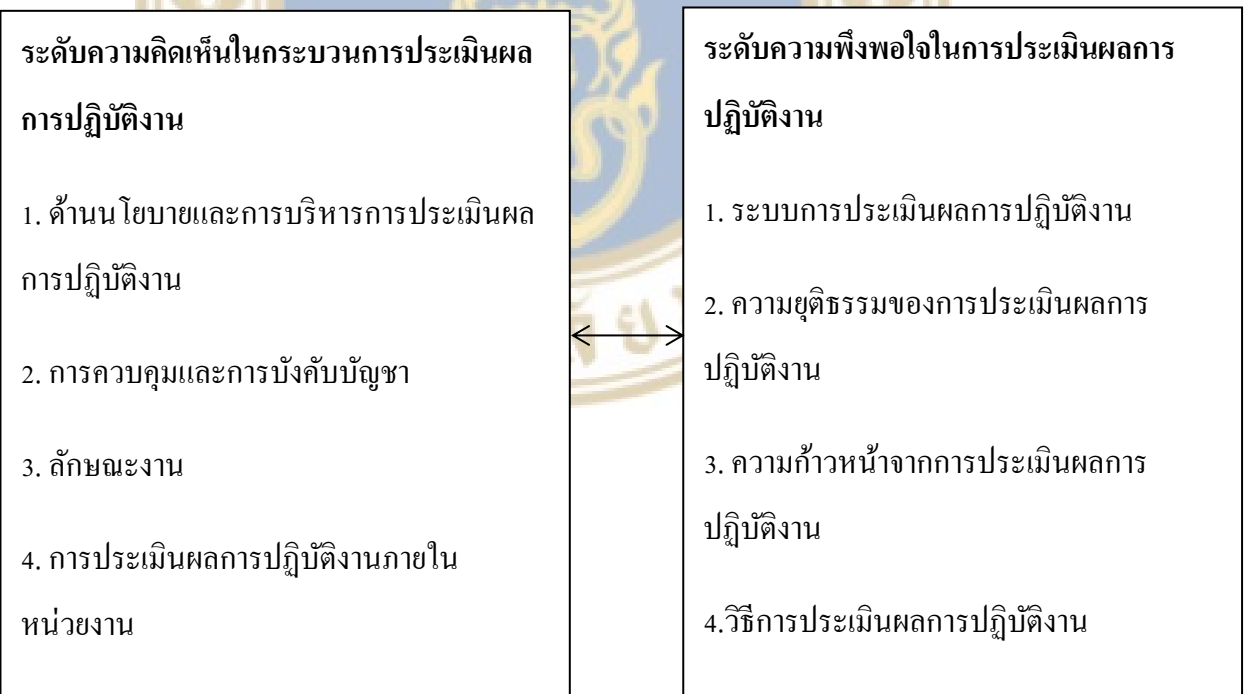 ระดับความคิดเห็นในกระบวนการประเมินผล
การปฏิบัติงาน
1. ด้านนโยบายและการบริหารการประเมินผล
การปฏิบัติงาน
2. การควบคุมและการบังคับบัญชา
3. ลักษณะงาน
4. การประเมินผลการปฏิบัติงานภายใน
หน่วยงาน
ระดับความพึงพอใจในการประเมินผลการ
ปฏิบัติงาน
1. ระบบการประเมินผลการปฏิบัติงาน
2. ความยุติธรรมของการประเมินผลการ
ปฏิบัติงาน
3. ความก้าวหน้าจากการประเมินผลการ
ปฏิบัติงาน
4.วิธีการประเมินผลการปฏิบัติงาน